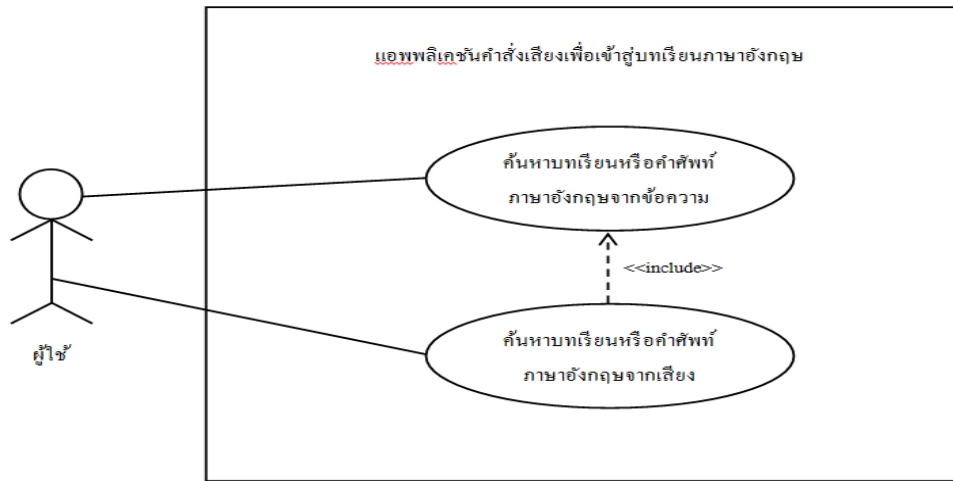 แอพพลิเคชันคำสั่งเสียงเพื่อเข้าสู่บทเรียนภาษาอังกฤษ
ค้นหาบทเรียนหรือคำศัพท์
ภาษาอังกฤษจากข้อความ
<<include>>
ค้นหาบทเรียนหรือคำศัพท์
ภาษาอังกฤษจากเสียง
ผู้ใช้